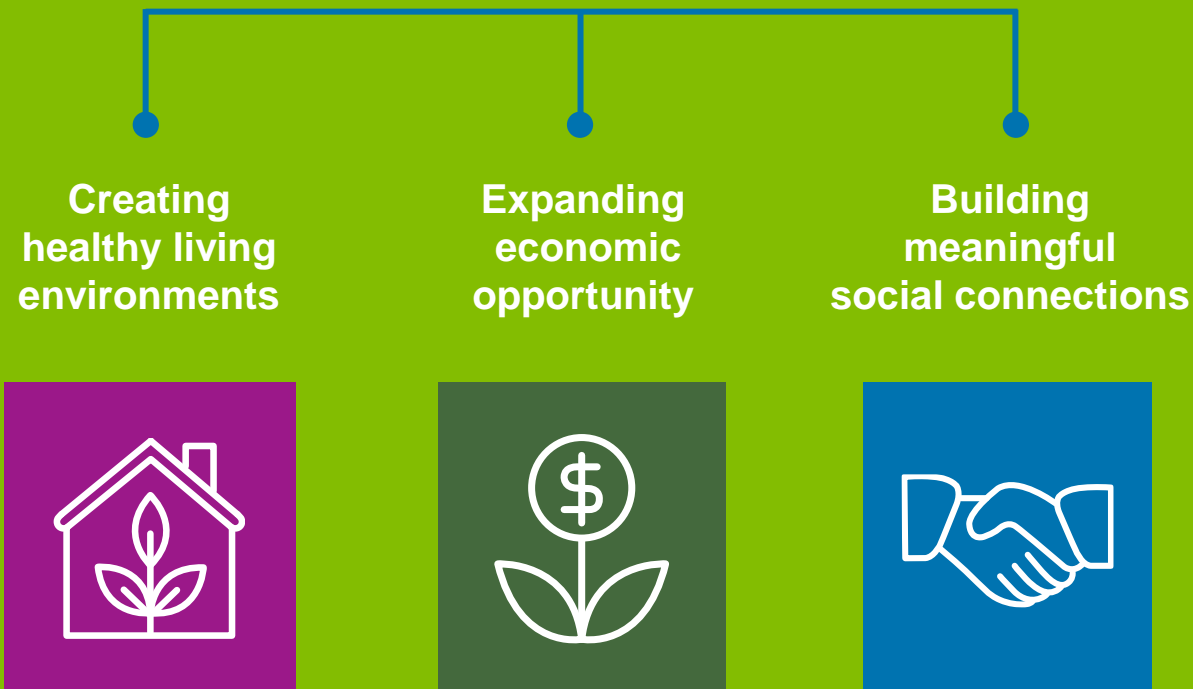 Creating
healthy living
environments
Expanding
economic
opportunity
Building
meaningful
social connections
$